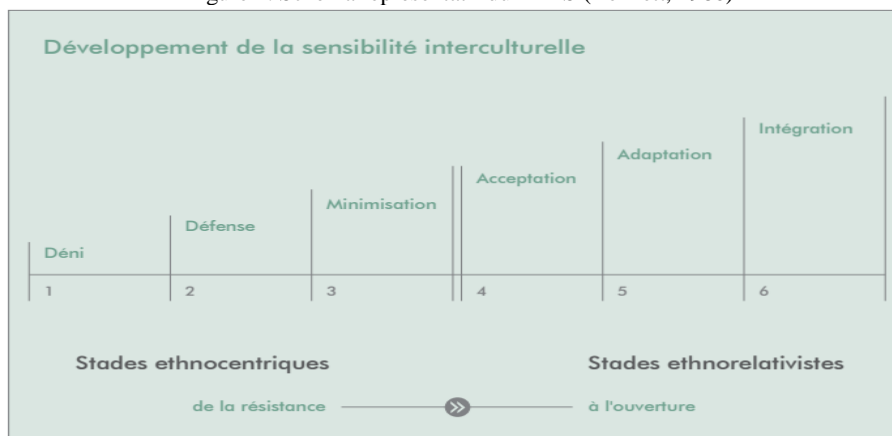 Développement de la sensibilité interculturelle
Intégration
Adaptation
Acceptation
Minimisation
Défense
Déni
1 2 3 4 5 6
Stades ethnocentriques Stades ethnorelativistes
de la résistance à l'ouverture